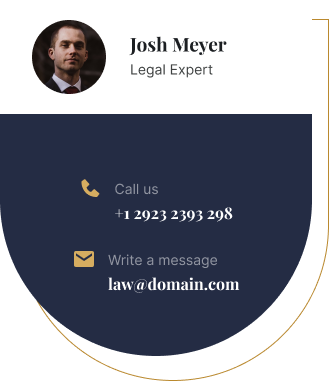 Josh Meyer
Legal Expert
Call us
+1 2923 2393 298
Write a message
law@domain.com